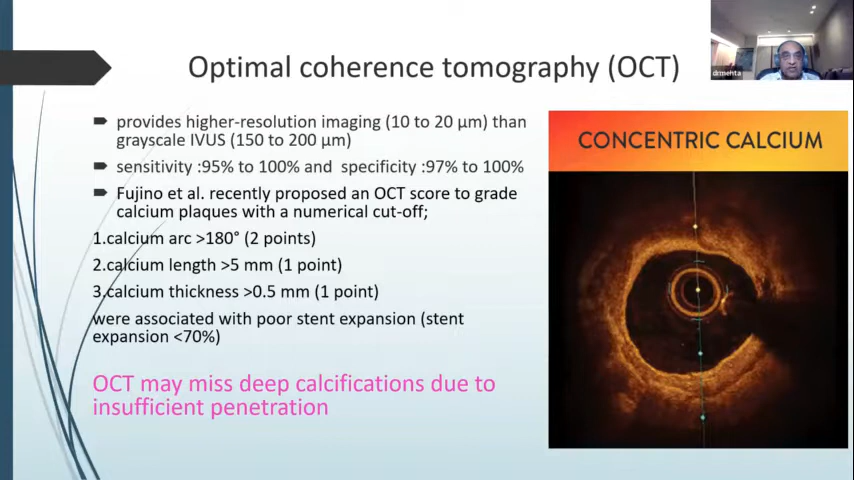 Optimal coherence tomography (OCT)
drmehta
provides higher-resolution imaging (10 to 20 µm) than
grayscale IVUS (150 to 200 µm)
sensitivity :95% to 100% and specificity :97% to 100%
Fujino et al. recently proposed an OCT score to grade
calcium plaques with a numerical cut-off;
1.calcium arc >180° (2 points)
2.calcium length >5 mm (1 point)
3.calcium thickness >0.5 mm (1 point)
were associated with poor stent expansion (stent
expansion <70%)
OCT may miss deep calcifications due to
insufficient penetration
CONCENTRIC CALCIUM